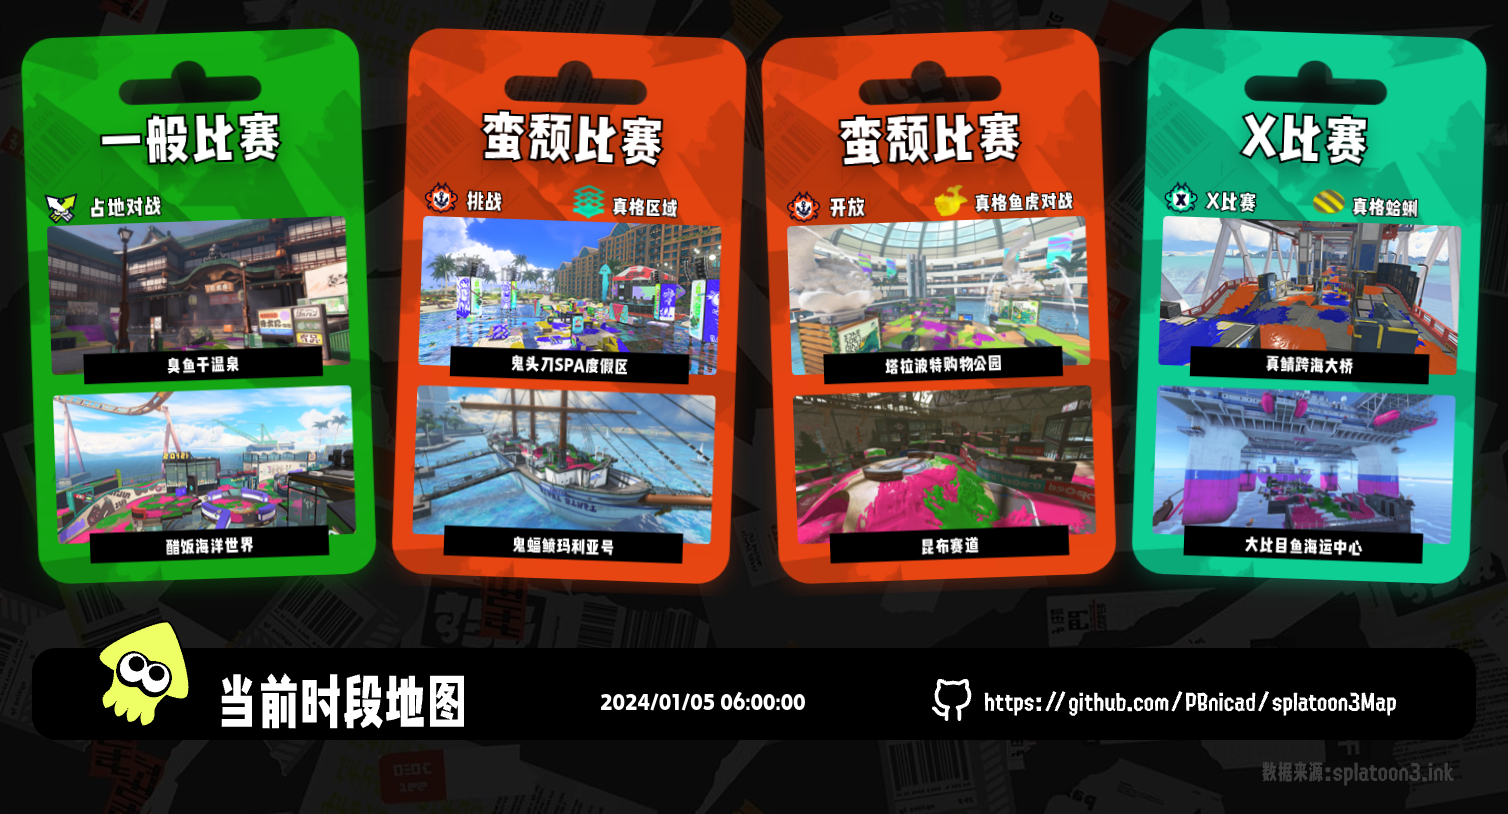 一般比赛
占地对战
臭鱼干温泉
醋饭海洋世界
蛮颓比赛
挑战
真格区域
鬼头刀SPA度假区
鬼蝠鲼玛利亚号
蛮颓比赛
开放
真格鱼虎对战
塔拉波特购物公园
昆布赛道
X比赛
X比赛
真格蛤蜊
真鲭跨海大桥
大比目鱼海运中心
当前时段地图
2024/01/05 06:00:00
https://github.com/PBnicad/splatoon3Map
数据来源:splatoon3.ink